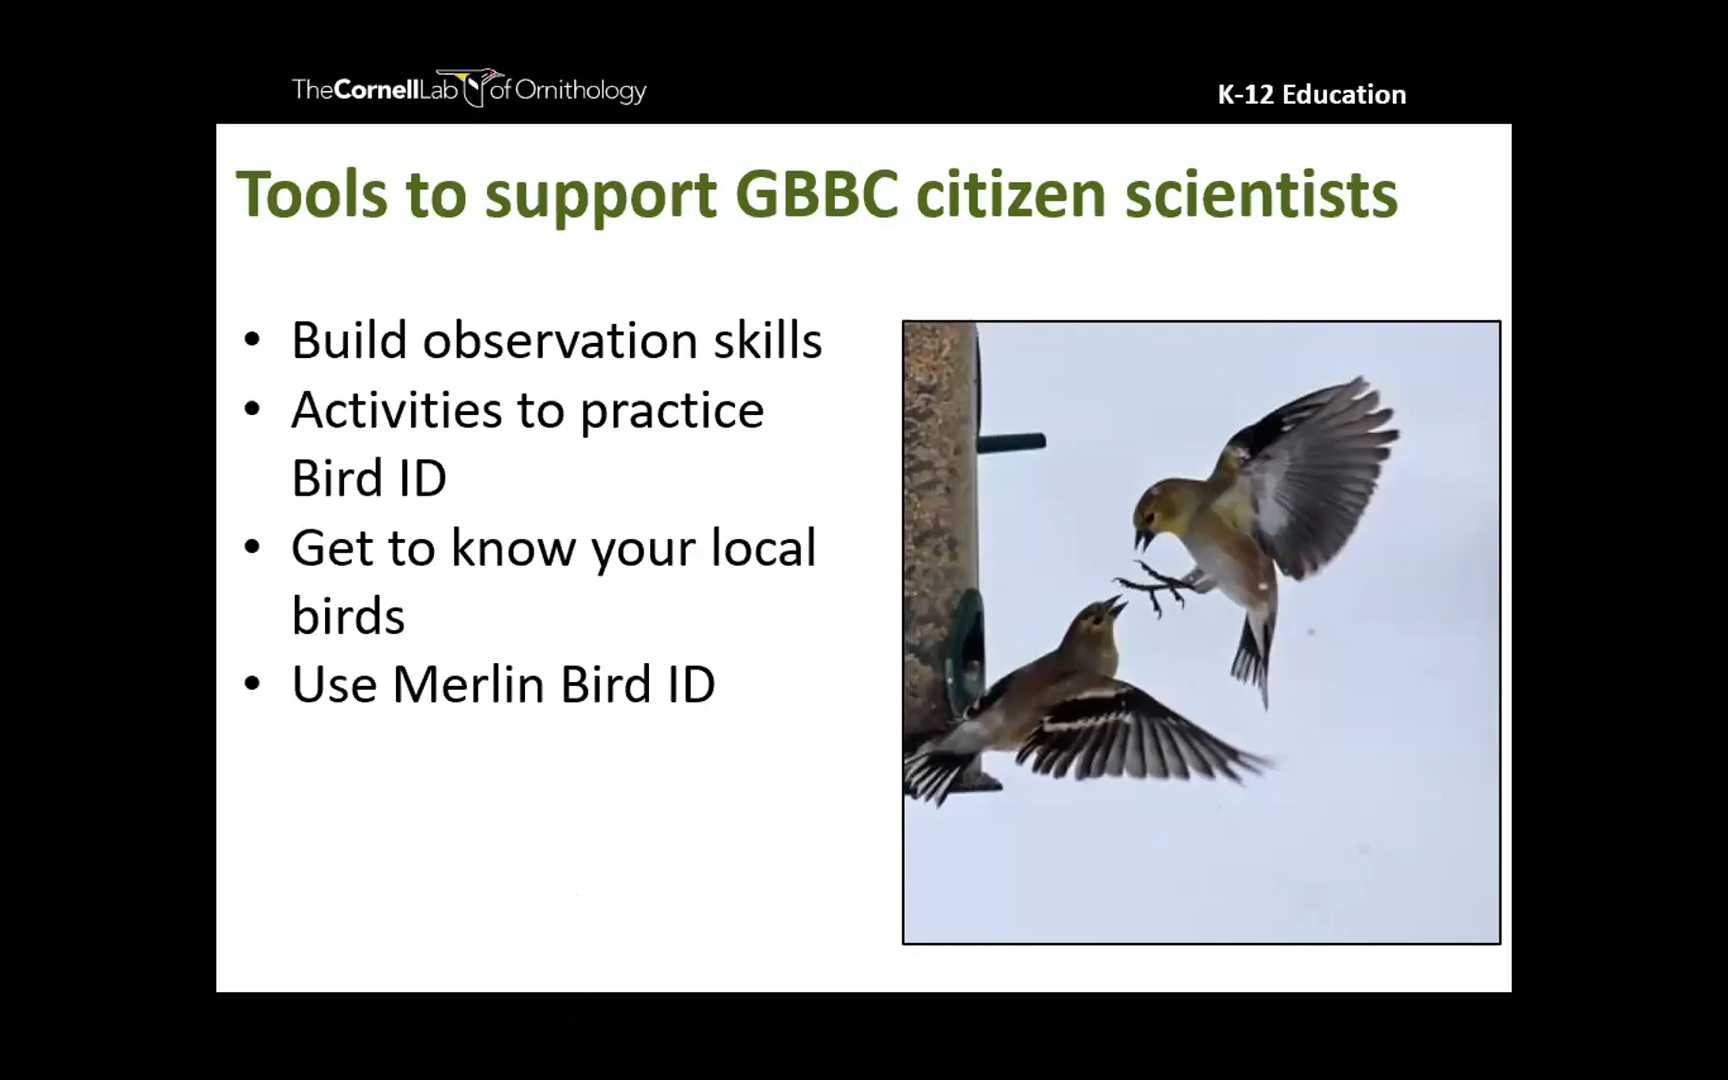 TheCornellLab of Ornithology
K-12 Education
Tools to support GBBC citizen scientists
• Build observation skills
• Activities to practice
Bird ID
• Get to know your local
birds
• Use Merlin Bird ID